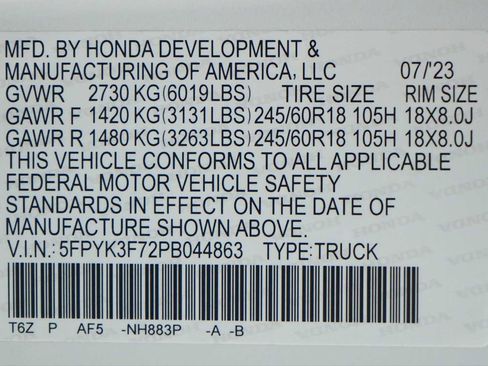 MFD. BY HONDA DEVELOPMENT &
MANUFACTURING OF AMERICA, LLC 07/'23
GVWR 2730 KG(6019LBS) TIRE SIZE RIM SIZE
GAWR F 1420 KG(3131LBS) 245/60R18 105H 18X8.0J
GAWR R 1480 KG(3263LBS) 245/60R18 105H 18X8.0J
THIS VEHICLE CONFORMS TO ALL APPLICABLE
FEDERAL MOTOR VEHICLE SAFETY
STANDARDS IN EFFECT ON THE DATE OF
MANUFACTURE SHOWN ABOVE.
V.I.N.: 5FPYK3F72PB044863 TYPE:TRUCK
T6Z P AF5 -NH883P -A -B